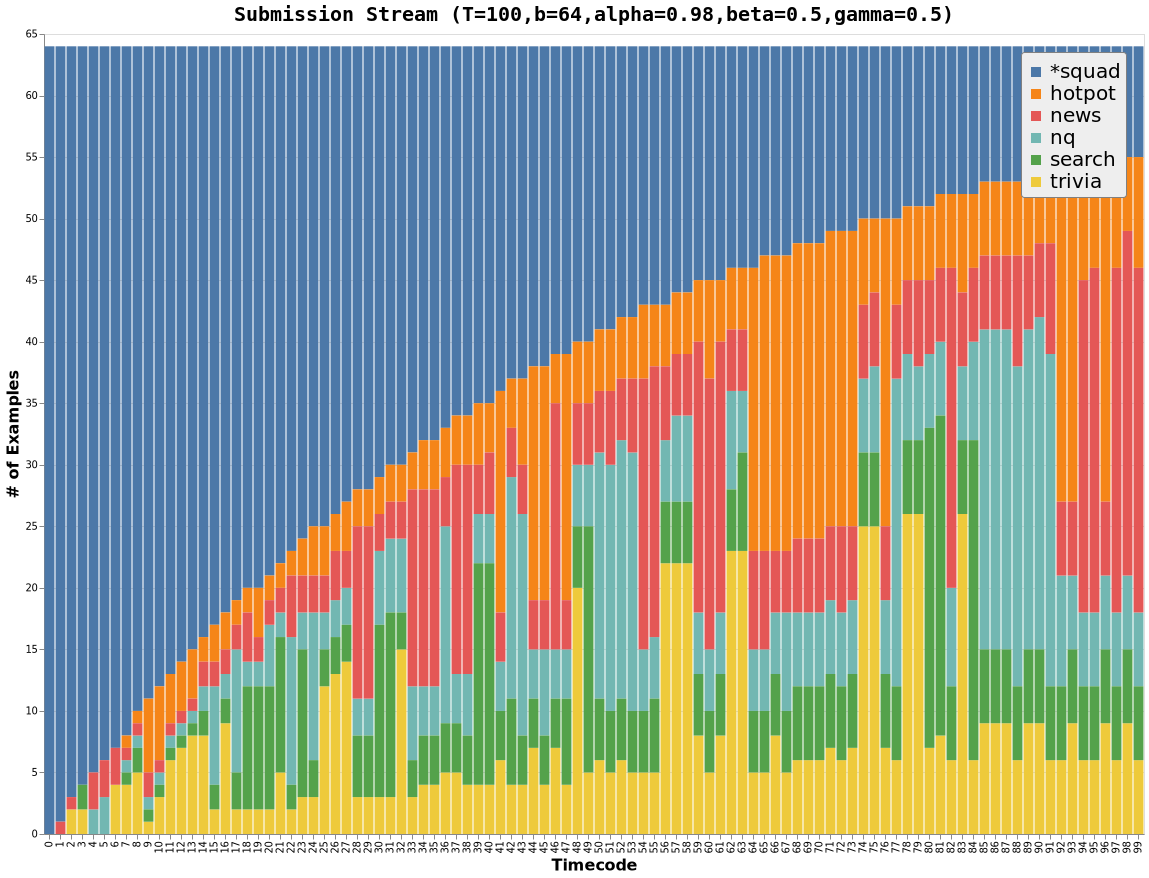 Submission Stream (T=100,b=64,alpha=0.98,beta=0.5,gamma=0.5)
65
60
55
50
45
40
35
30
25
20
15
10
5
0
# of Examples
*squad
hotpot
news
nq
search
trivia
0 1 2 3 4 5 6 7 8 9 10 11 12 13 14 15 16 17 18 19 20 21 22 23 24 25 26 27 28 29 30 31 32 33 34 35 36 37 38 39 40 41 42 43 44 45 46 47 48 49 50 51 52 53 54 55 56 57 58 59 60 61 62 63 64 65 66 67 68 69 70 71 72 73 74 75 76 77 78 79 80 81 82 83 84 85 86 87 88 89 90 91 92 93 94 95 96 97 98 99
Timecode